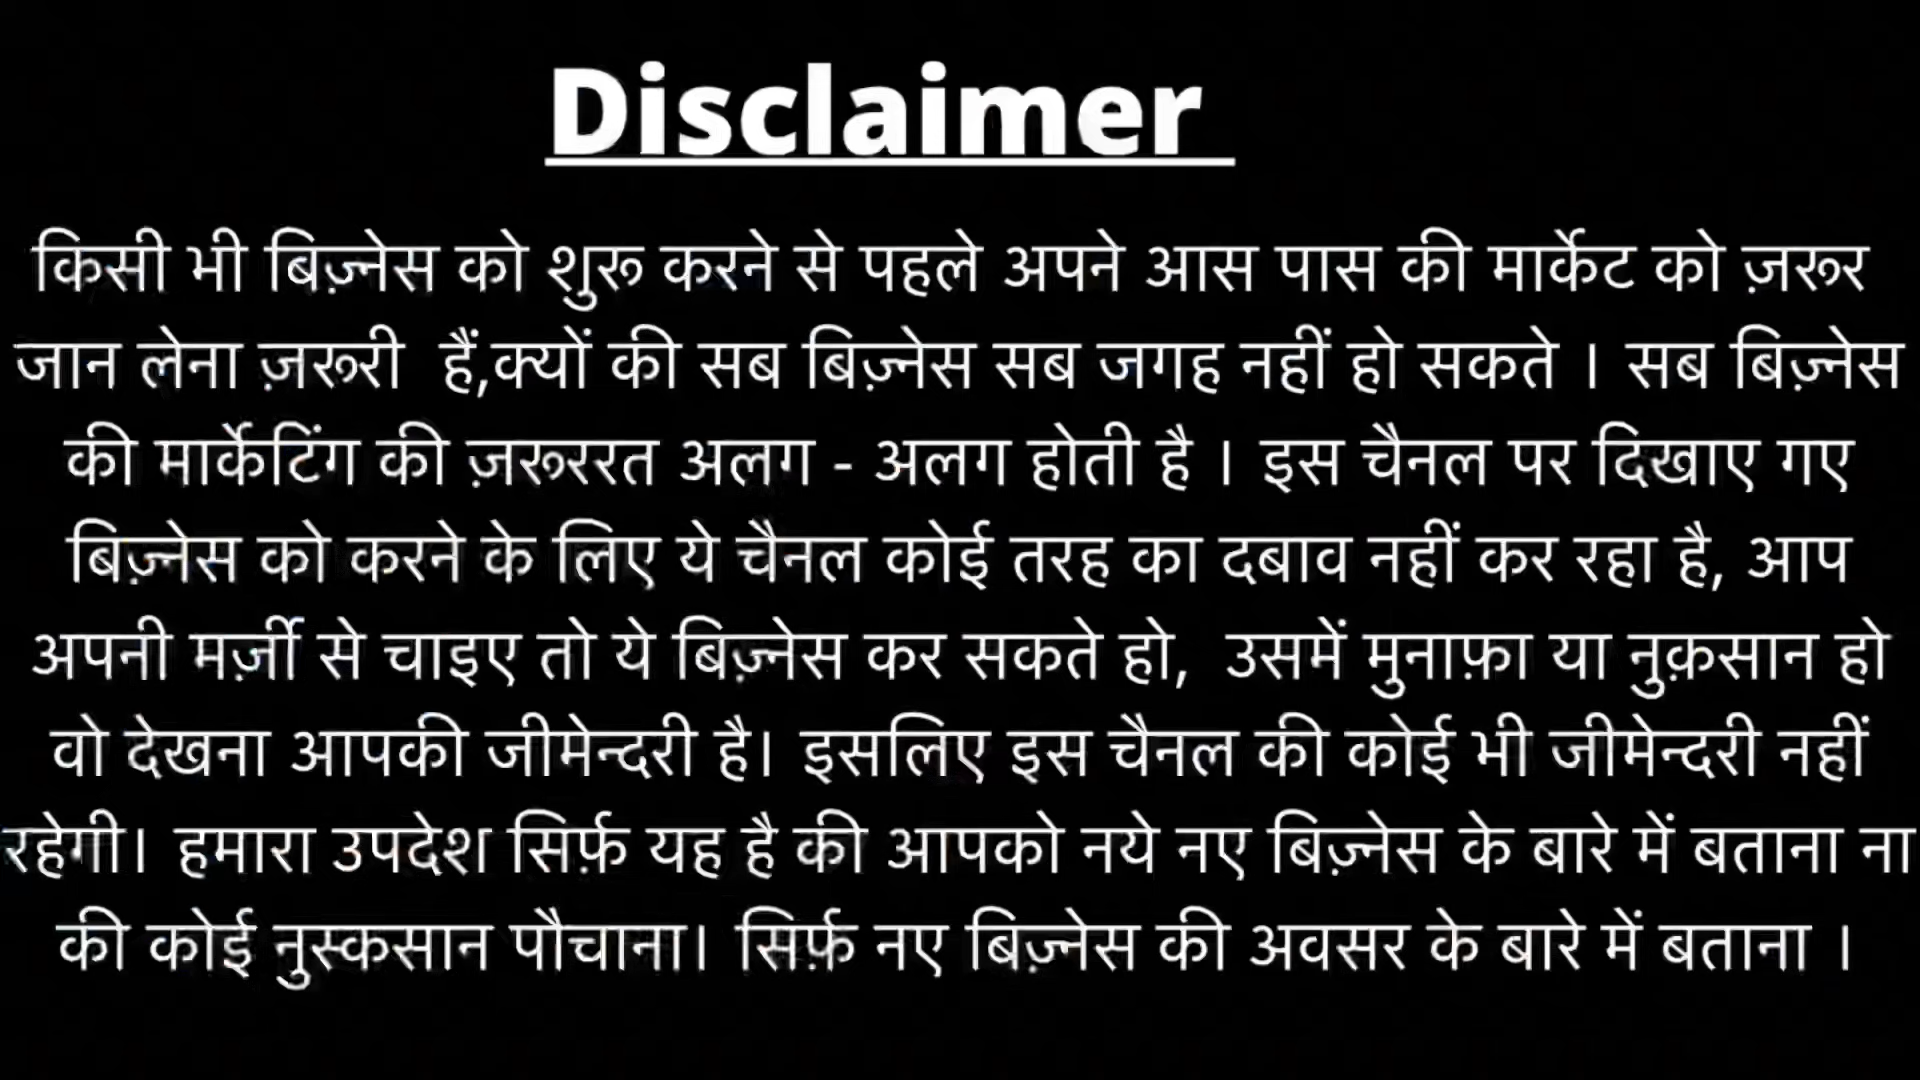 Disclaimer
किसी भी बिज़्नेस को शुरू करने से पहले अपने आस पास की मार्केट को ज़रूर
जान लेना ज़रूरी हैं,क्यों की सब बिज़्नेस सब जगह नहीं हो सकते । सब बिज़्नेस
की मार्केटिंग की ज़रूररत अलग - अलग होती है । इस चैनल पर दिखाए गए
बिज़्नेस को करने के लिए ये चैनल कोई तरह का दबाव नहीं कर रहा है, आप
अपनी मर्ज़ी से चाइए तो ये बिज़्नेस कर सकते हो, उसमें मुनाफ़ा या नुक़सान हो
वो देखना आपकी जीमेन्दरी है। इसलिए इस चैनल की कोई भी जीमेन्दरी नहीं
रहेगी। हमारा उपदेश सिर्फ़ यह है की आपको नये नए बिज़्नेस के बारे में बताना ना
की कोई नुस्कसान पौचाना। सिर्फ़ नए बिज़्नेस की अवसर के बारे में बताना ।